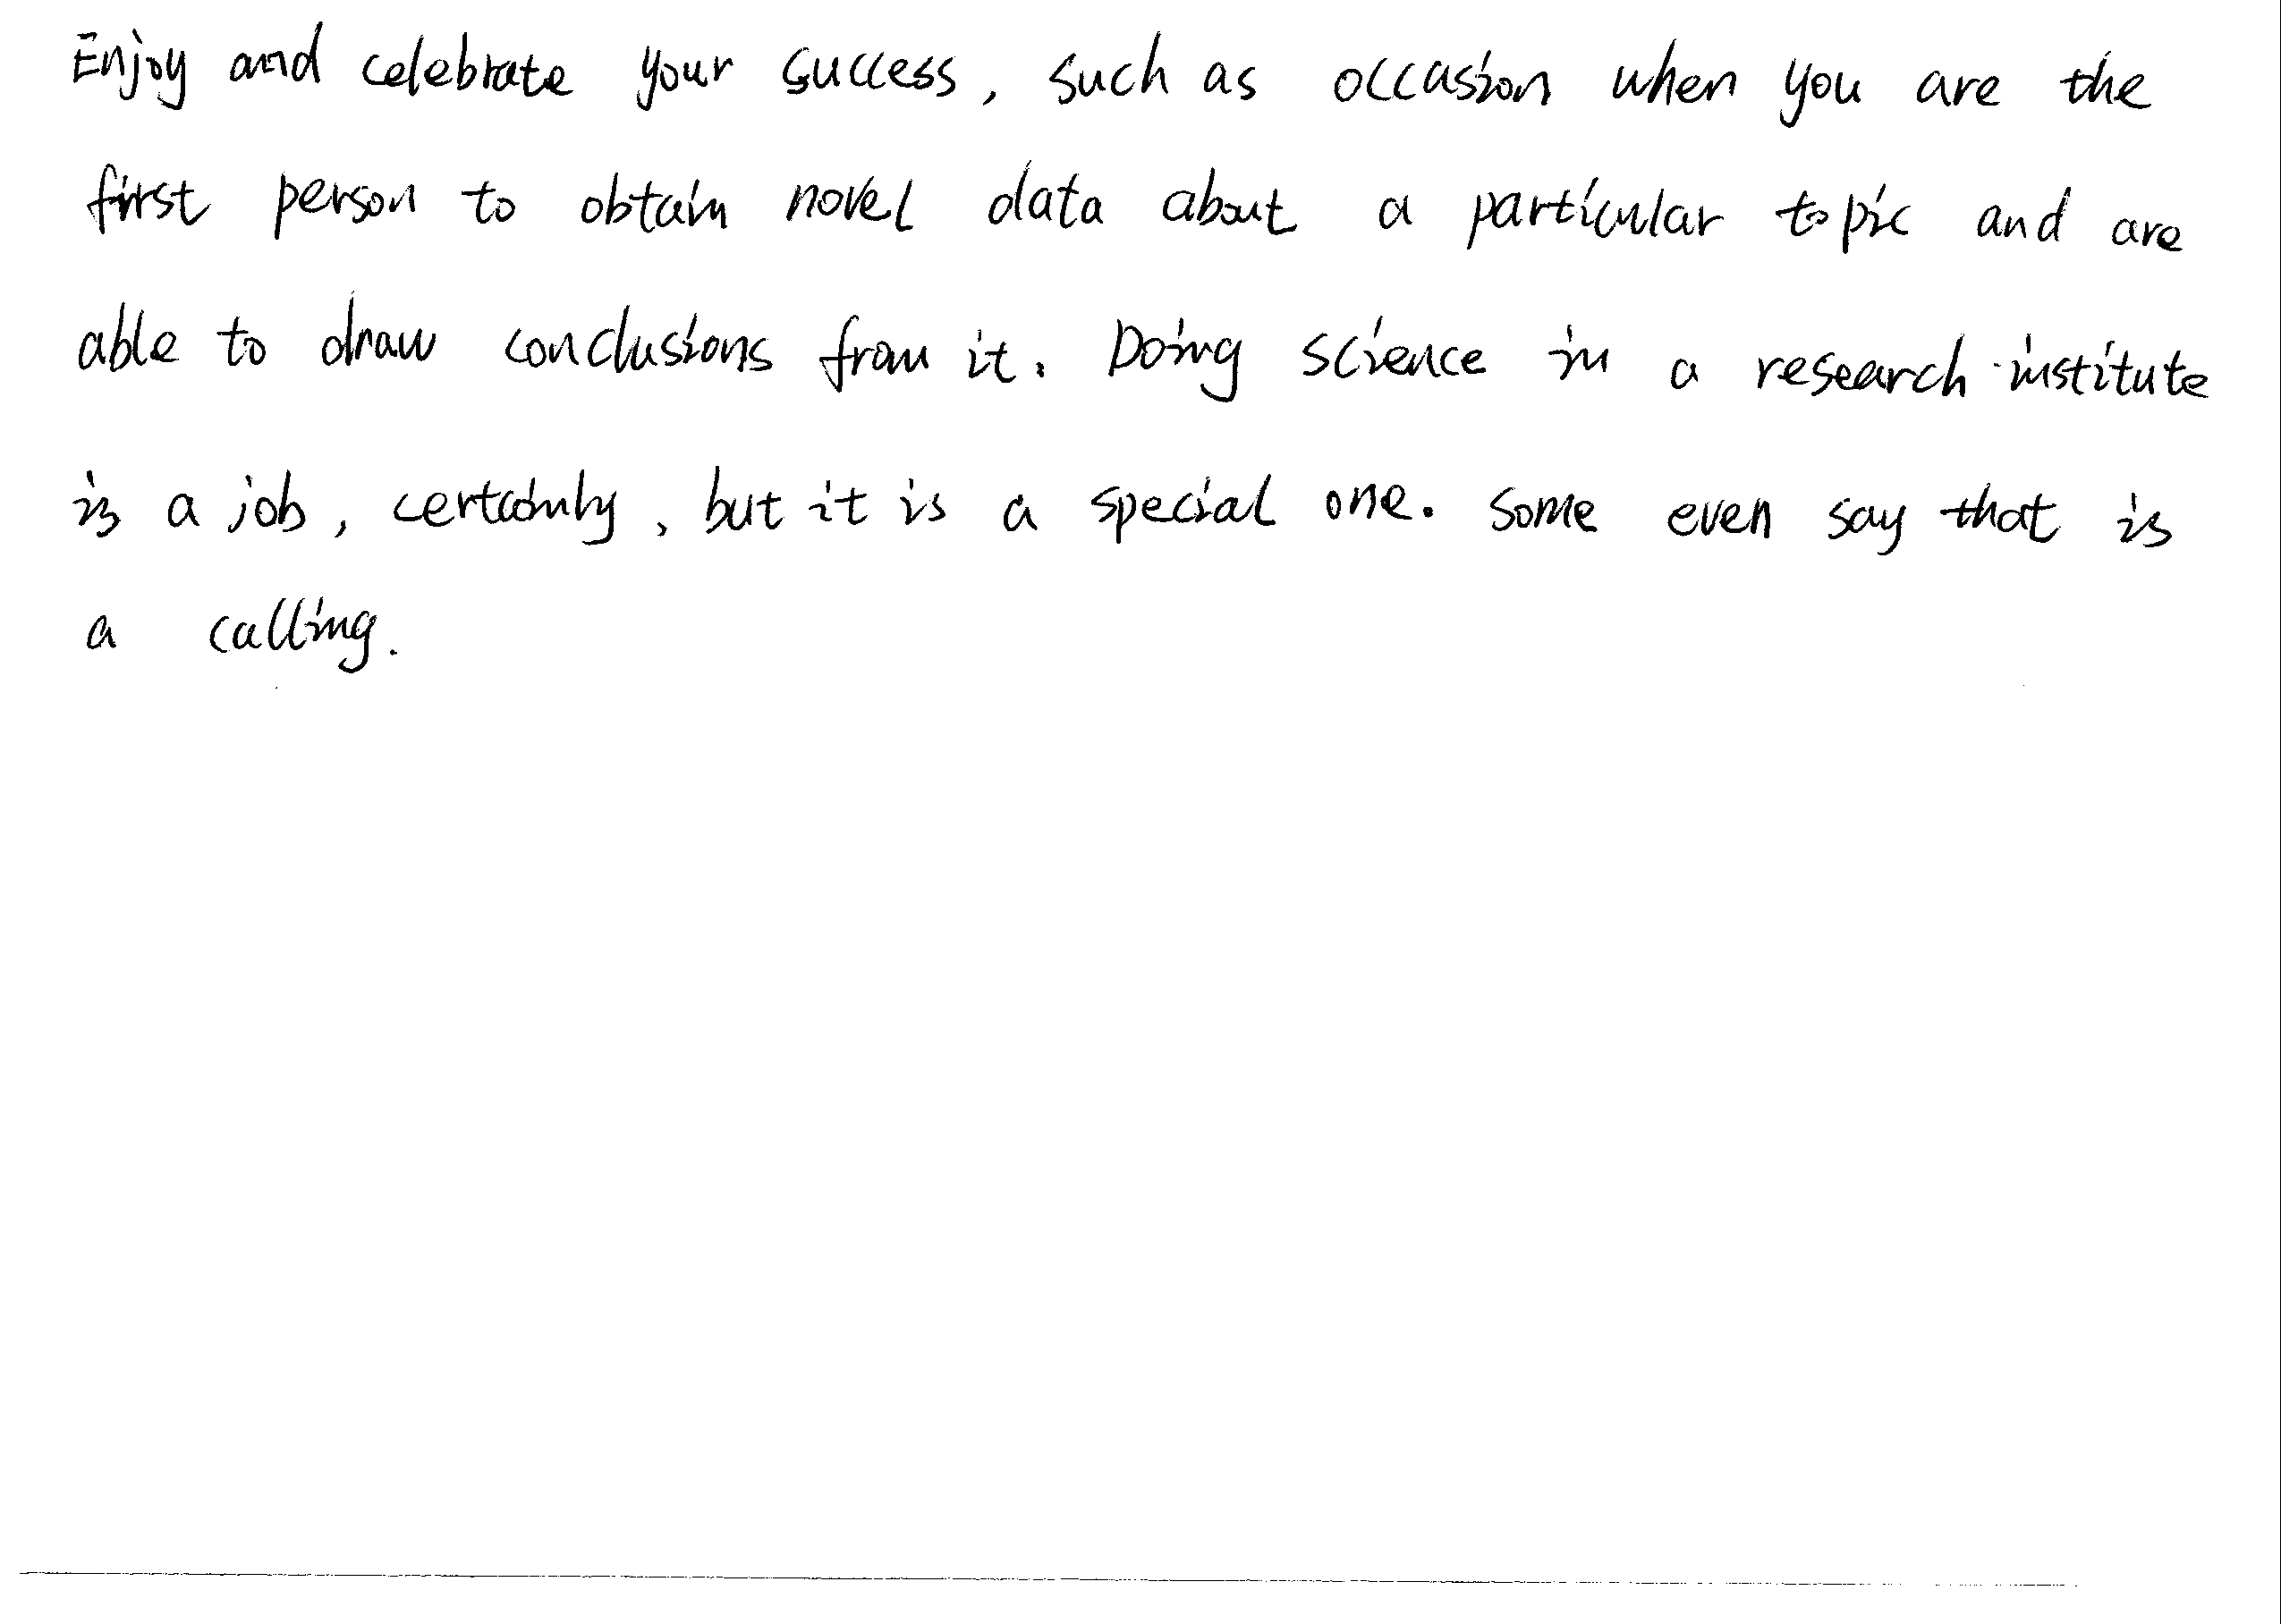 Enjoy and celebrate your success, such as occasion when you are the
first person to obtain novel data about a particular topic and are
able to draw conclusions from it. Doing science in a research institute
is a job, certainly, but it is a special one. Some even say that is
a calling.